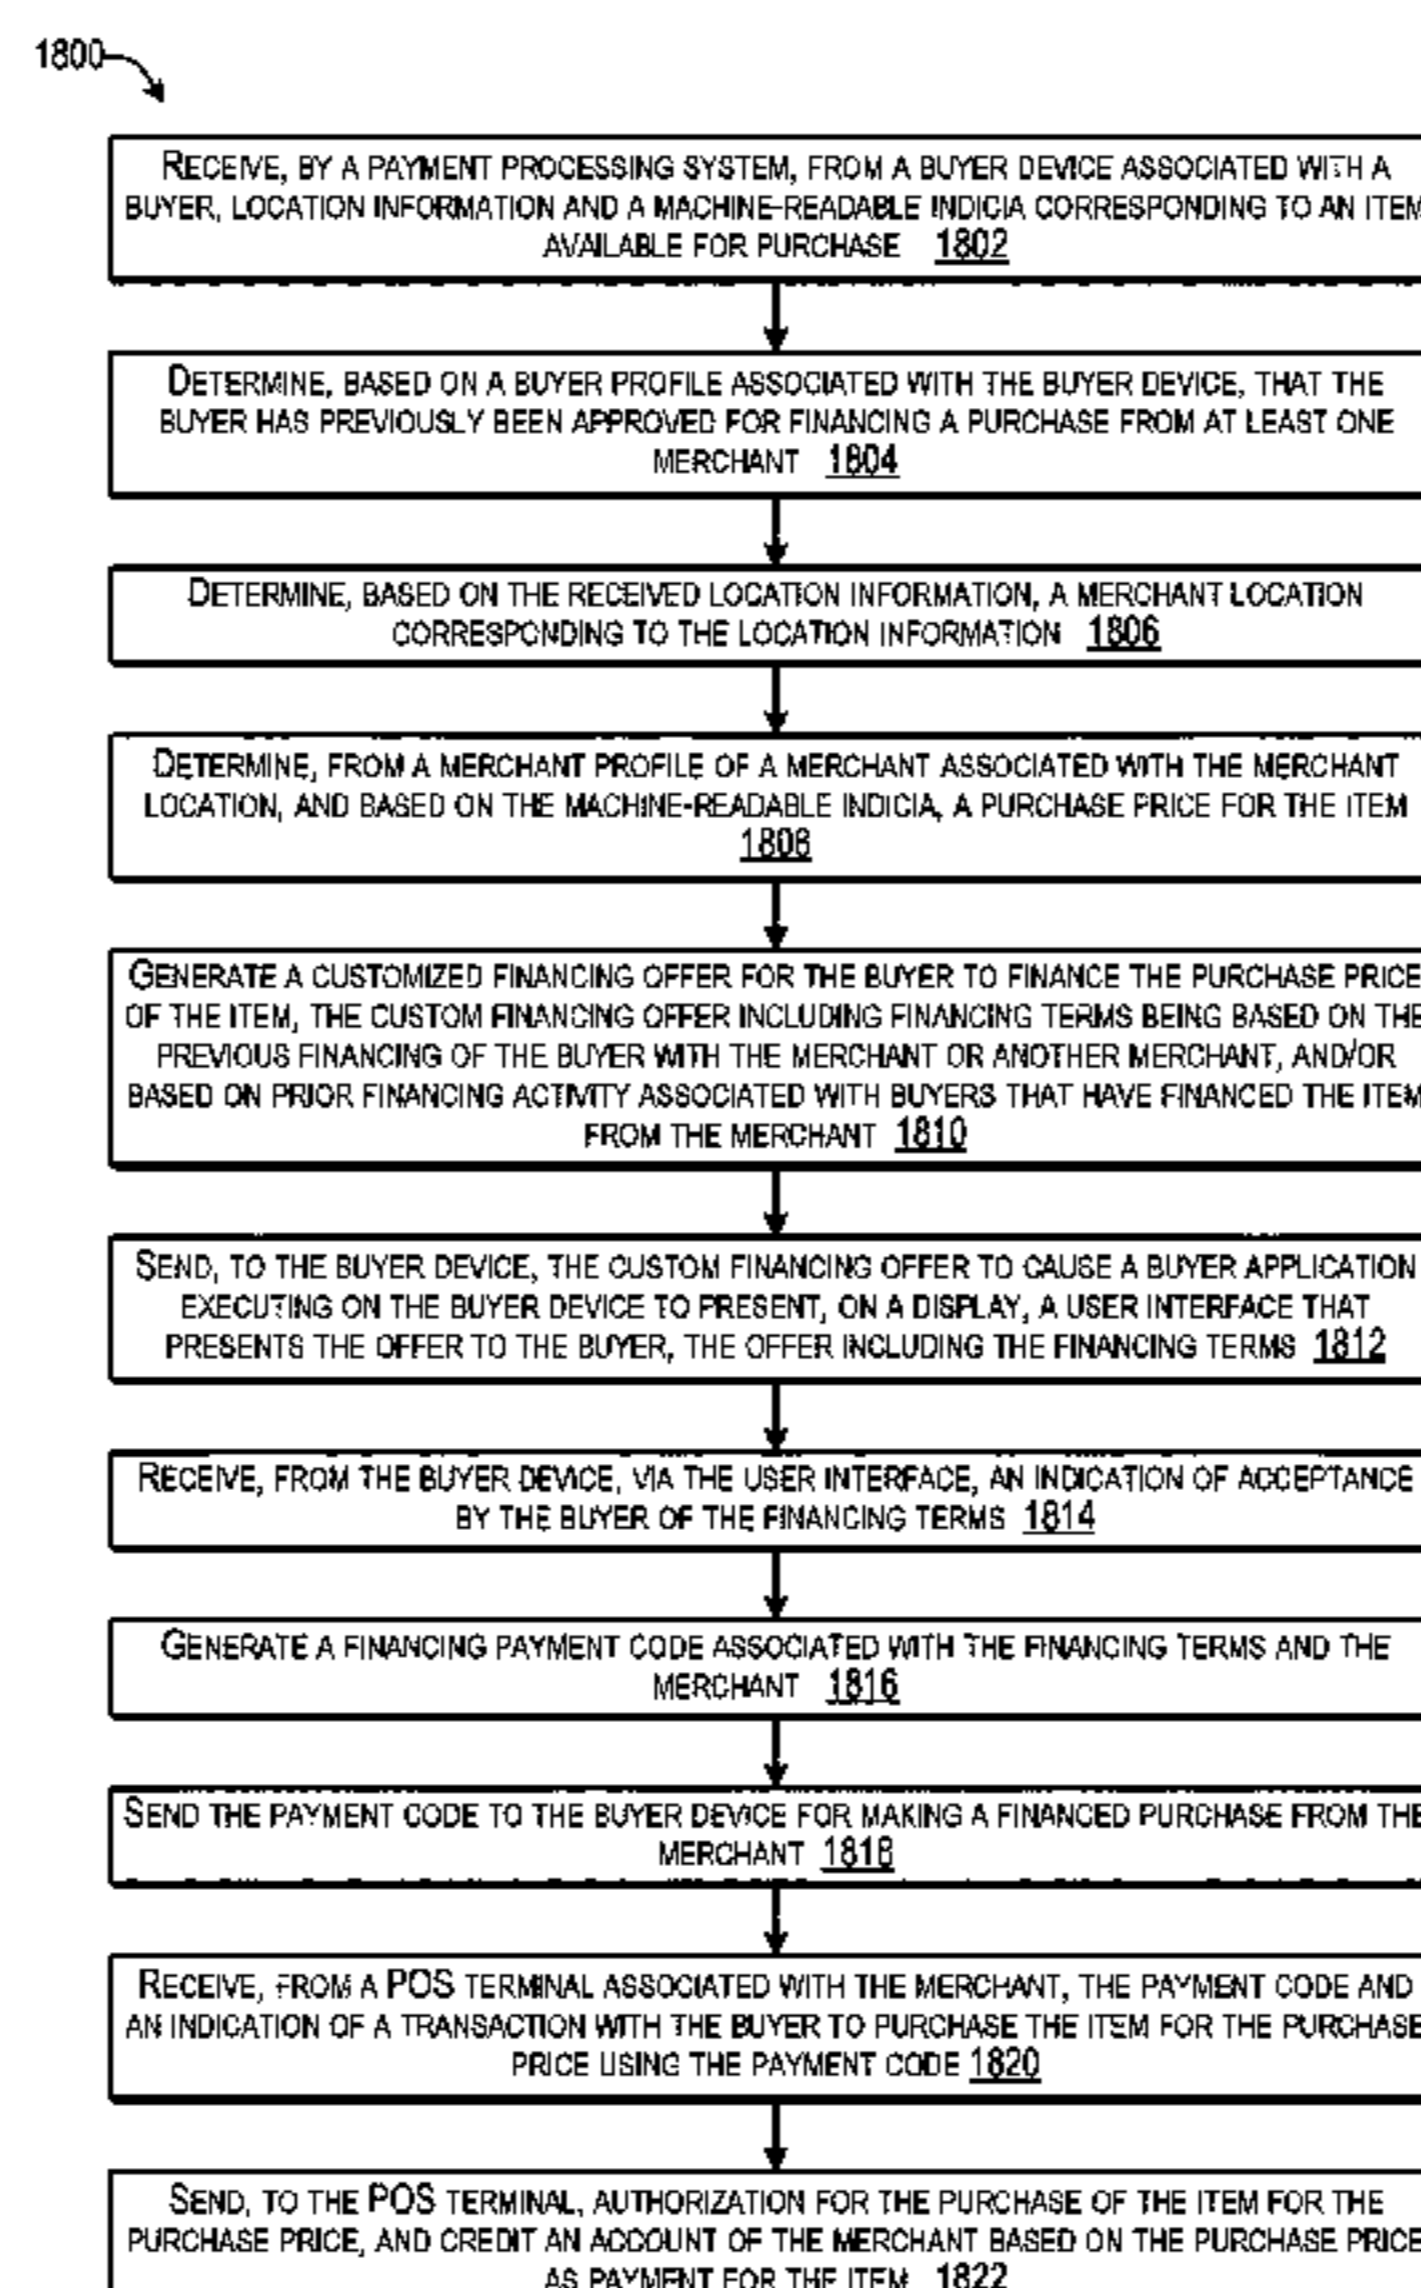 1800
RECEIVE, BY A PAYMENT PROCESSING SYSTEM, FROM A BUYER DEVICE ASSOCIATED WITH A
BUYER, LOCATION INFORMATION AND A MACHINE-READABLE INDICIA CORRESPONDING TO AN ITEM
AVAILABLE FOR PURCHASE 1802
DETERMINE, BASED ON A BUYER PROFILE ASSOCIATED WITH THE BUYER DEVICE, THAT THE
BUYER HAS PREVIOUSLY BEEN APPROVED FOR FINANCING A PURCHASE FROM AT LEAST ONE
MERCHANT 1804
DETERMINE, BASED ON THE RECEIVED LOCATION INFORMATION, A MERCHANT LOCATION
CORRESPONDING TO THE LOCATION INFORMATION 1806
DETERMINE, FROM A MERCHANT PROFILE OF A MERCHANT ASSOCIATED WITH THE MERCHANT
LOCATION, AND BASED ON THE MACHINE-READABLE INDICIA, A PURCHASE PRICE FOR THE ITEM
1808
GENERATE A CUSTOMIZED FINANCING OFFER FOR THE BUYER TO FINANCE THE PURCHASE PRICE
OF THE ITEM, THE CUSTOM FINANCING OFFER INCLUDING FINANCING TERMS BEING BASED ON THE
PREVIOUS FINANCING OF THE BUYER WITH THE MERCHANT OR ANOTHER MERCHANT, AND/OR
BASED ON PRIOR FINANCING ACTIVITY ASSOCIATED WITH BUYERS THAT HAVE FINANCED THE ITEM
FROM THE MERCHANT 1810
SEND, TO THE BUYER DEVICE, THE CUSTOM FINANCING OFFER TO CAUSE A BUYER APPLICATION
EXECUTING ON THE BUYER DEVICE TO PRESENT, ON A DISPLAY, A USER INTERFACE THAT
PRESENTS THE OFFER TO THE BUYER, THE OFFER INCLUDING THE FINANCING TERMS 1812
RECEIVE, FROM THE BUYER DEVICE, VIA THE USER INTERFACE, AN INDICATION OF ACCEPTANCE
BY THE BUYER OF THE FINANCING TERMS 1814
GENERATE A FINANCING PAYMENT CODE ASSOCIATED WITH THE FINANCING TERMS AND THE
MERCHANT 1816
SEND THE PAYMENT CODE TO THE BUYER DEVICE FOR MAKING A FINANCED PURCHASE FROM THE
MERCHANT 1818
RECEIVE, FROM A POS TERMINAL ASSOCIATED WITH THE MERCHANT, THE PAYMENT CODE AND
AN INDICATION OF A TRANSACTION WITH THE BUYER TO PURCHASE THE ITEM FOR THE PURCHASE
PRICE USING THE PAYMENT CODE 1820
SEND, TO THE POS TERMINAL, AUTHORIZATION FOR THE PURCHASE OF THE ITEM FOR THE
PURCHASE PRICE, AND CREDIT AN ACCOUNT OF THE MERCHANT BASED ON THE PURCHASE PRICE
AS PAYMENT FOR THE ITEM 1822